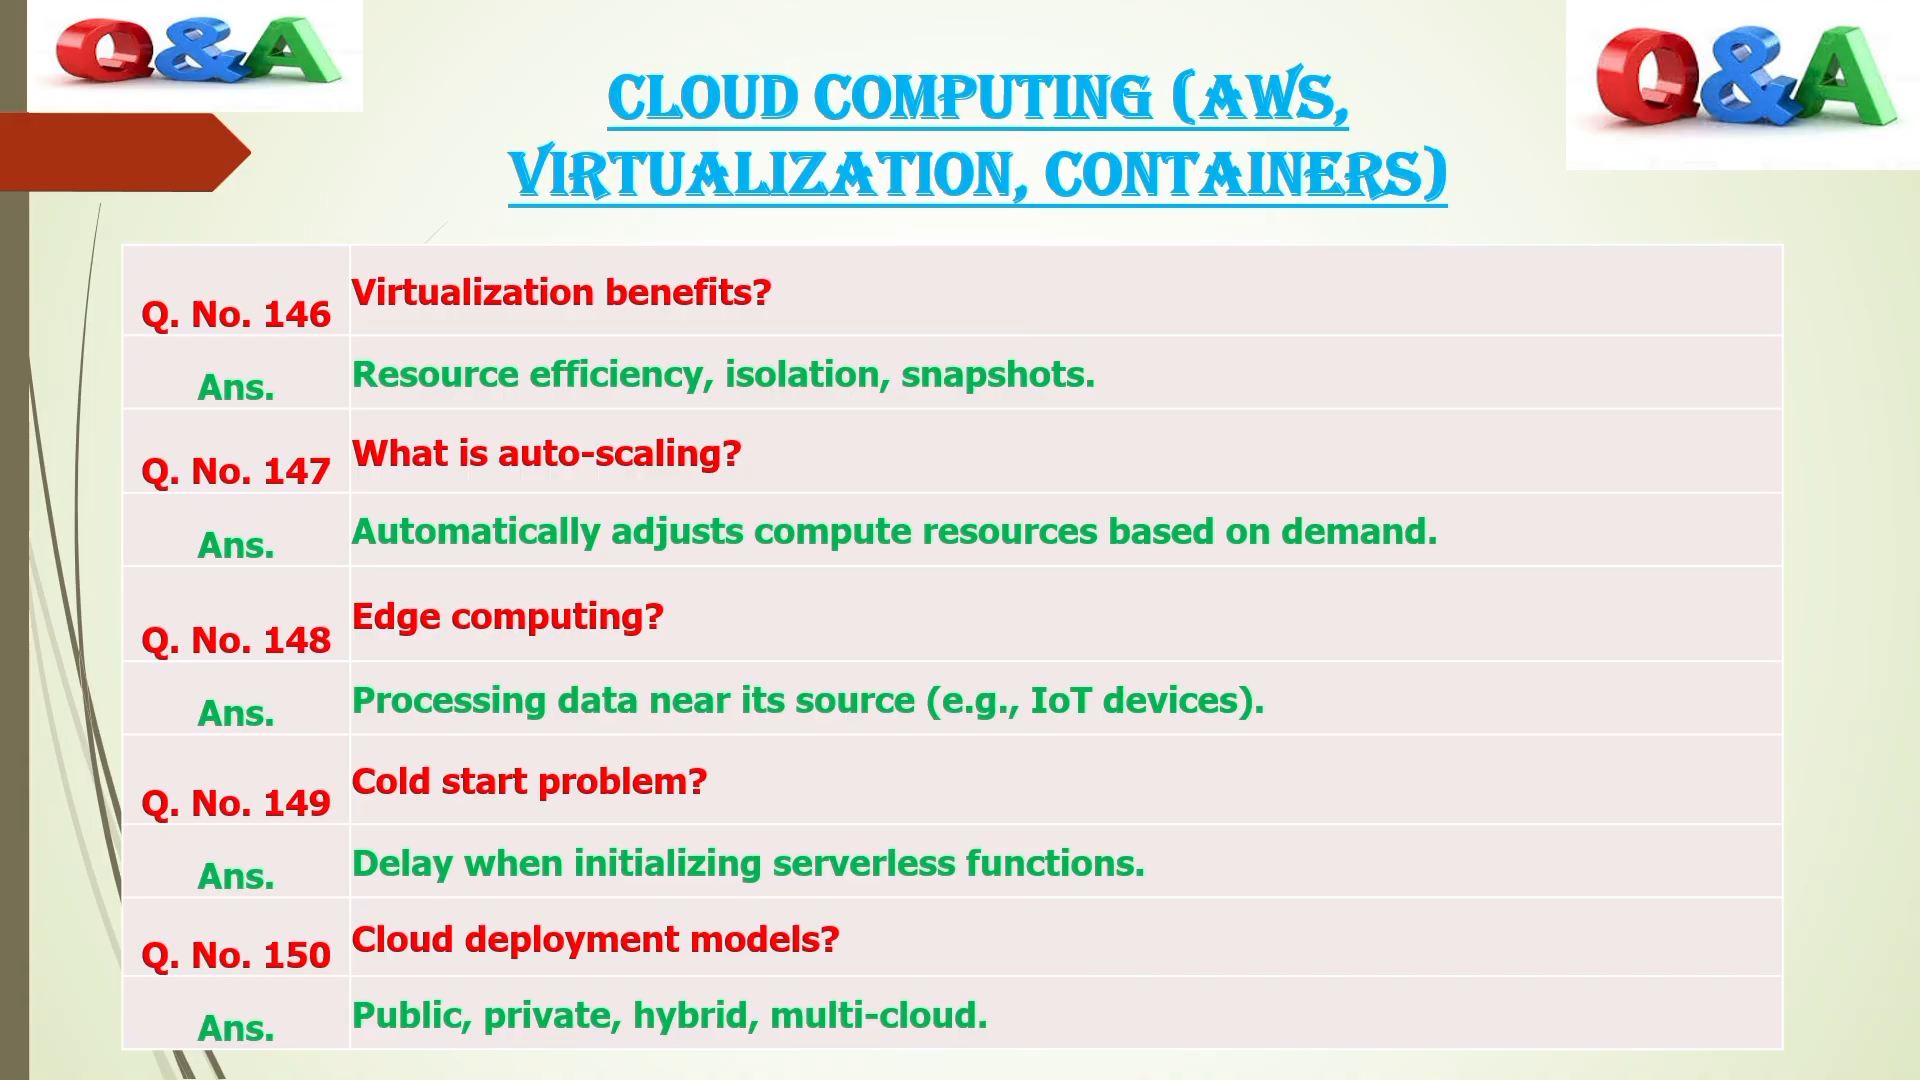 Q&A
Q&A
CLOUD COMPUTING (AWS,
VIRTUALIZATION, CONTAINERS)
Q. No. 146 Virtualization benefits?
Ans. Resource efficiency, isolation, snapshots.
Q. No. 147 What is auto-scaling?
Ans. Automatically adjusts compute resources based on demand.
Q. No. 148 Edge computing?
Ans. Processing data near its source (e.g., IoT devices).
Q. No. 149 Cold start problem?
Ans. Delay when initializing serverless functions.
Q. No. 150 Cloud deployment models?
Ans. Public, private, hybrid, multi-cloud.